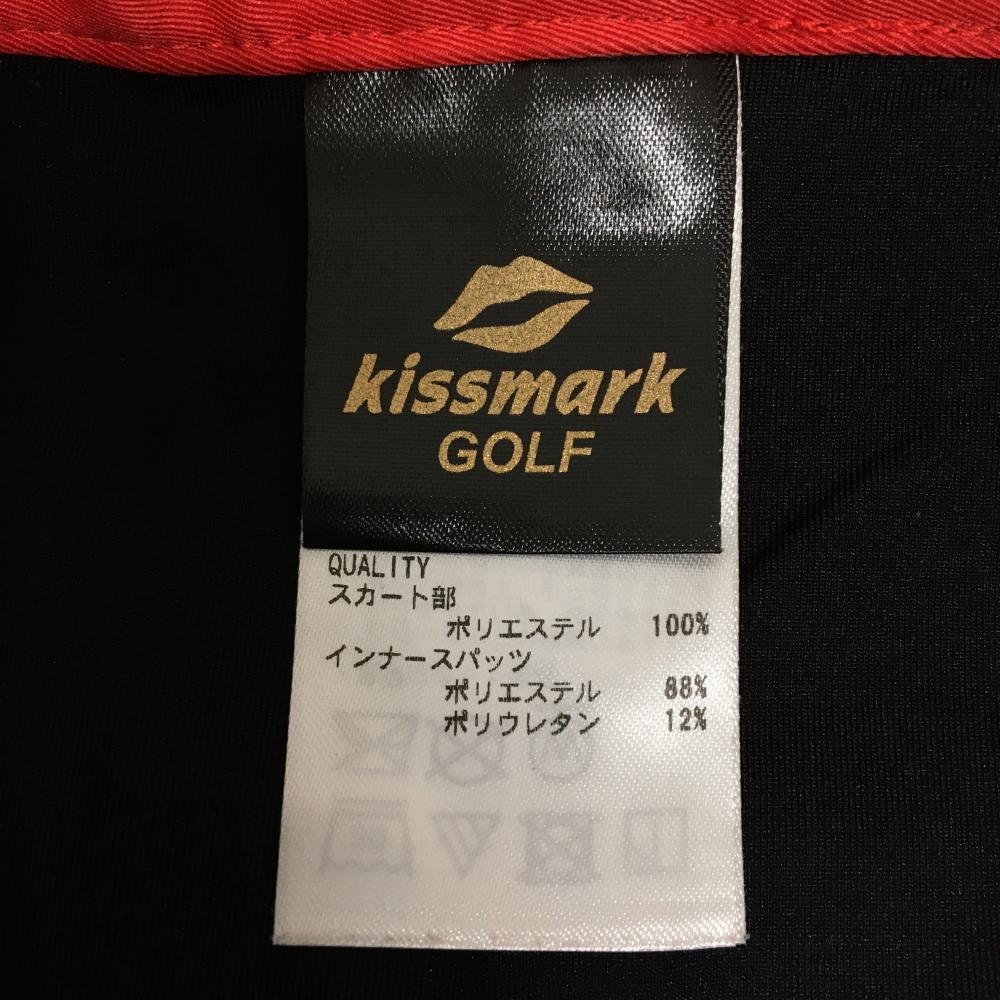 kissmark
GOLF
QUALITY
スカート部
ポリエステル 100%
インナースパッツ
ポリエステル 88%
ポリウレタン 12%